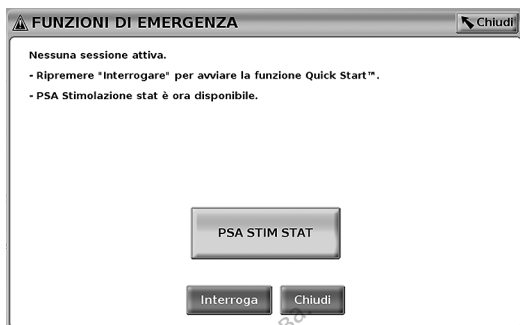 FUNZIONI DI EMERGENZA
Chiudi
Nessuna sessione attiva.
- Ripremere "Interrogare" per avviare la funzione Quick Start™.
- PSA Stimolazione stat è ora disponibile.
PSA STIM STAT
Interroga
Chiudi